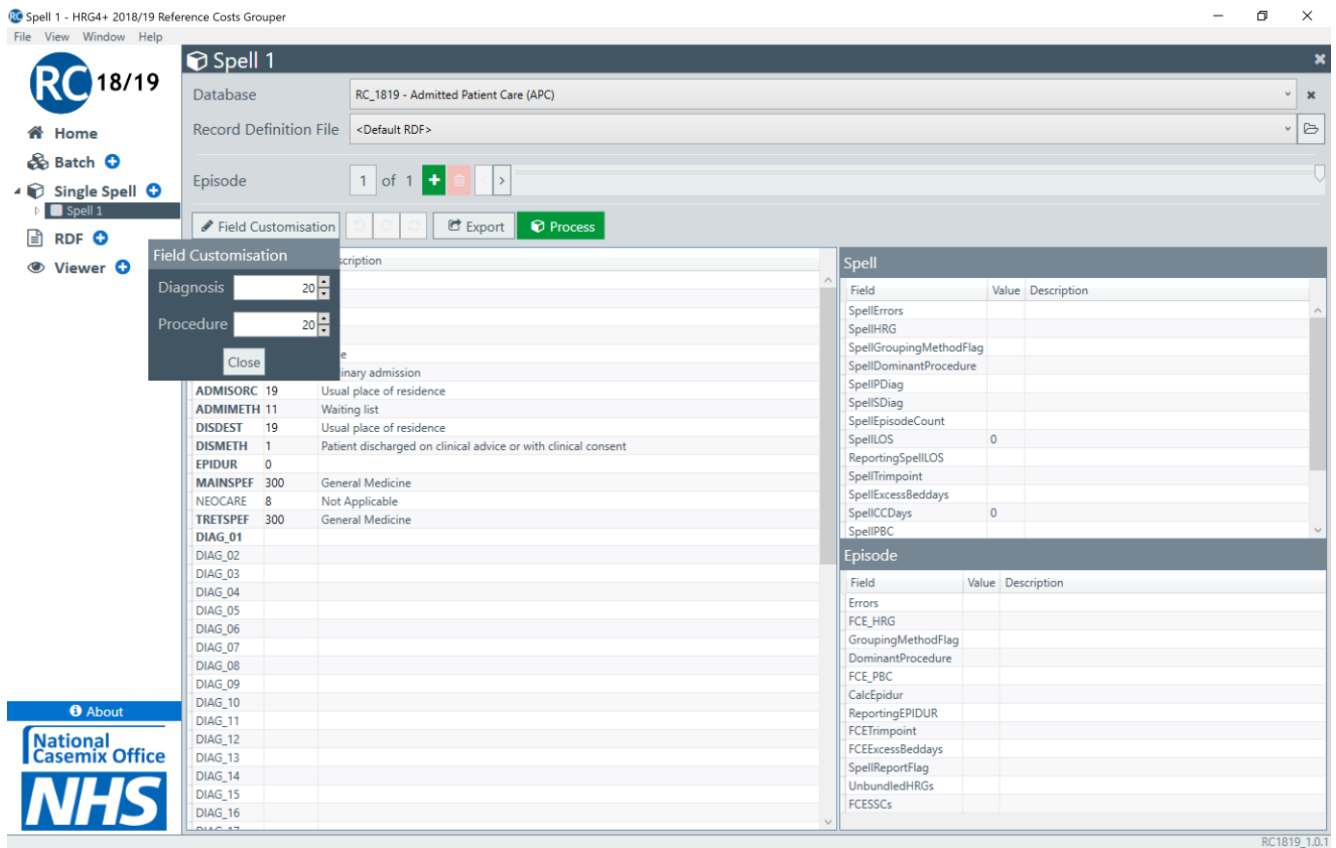 RC Spell 1 - HRG4+ 2018/19 Reference Costs Grouper
File View Window Help
RC 18/19
Home
Batch
Single Spell
Spell 1
RDF
Viewer
Spell 1
Database RC_1819 - Admitted Patient Care (APC)
Record Definition File <Default RDF>
Episode 1 of 1
Field Customisation Export Process
Field Customisation
Diagnosis 20
Procedure 20
Close
scription
inary admission
ADMISORC 19 Usual place of residence
ADMIMETH 11 Waiting list
DISDEST 19 Usual place of residence
DISMETH 1 Patient discharged on clinical advice or with clinical consent
EPIDUR 0
MAINSPEF 300 General Medicine
NEOCARE 8 Not Applicable
TRETSPEF 300 General Medicine
DIAG_01
DIAG_02
DIAG_03
DIAG_04
DIAG_05
DIAG_06
DIAG_07
DIAG_08
DIAG_09
DIAG_10
DIAG_11
DIAG_12
DIAG_13
DIAG_14
DIAG_15
DIAG_16
Spell
Field Value Description
SpellErrors
SpellHRG
SpellGroupingMethodFlag
SpellDominantProcedure
SpellPDiag
SpellSDiag
SpellEpisodeCount
SpellLOS 0
ReportingSpellLOS
SpellTrimpoint
SpellExcessBeddays
SpellCCDays 0
SpellPBC
Episode
Field Value Description
Errors
FCE_HRG
GroupingMethodFlag
DominantProcedure
FCE_PBC
CalcEpidur
ReportingEPIDUR
FCETrimpoint
FCEExcessBeddays
SpellReportFlag
UnbundledHRGs
FCESSCs
About
National
Casemix Office
NHS
RC1819_1.0.1